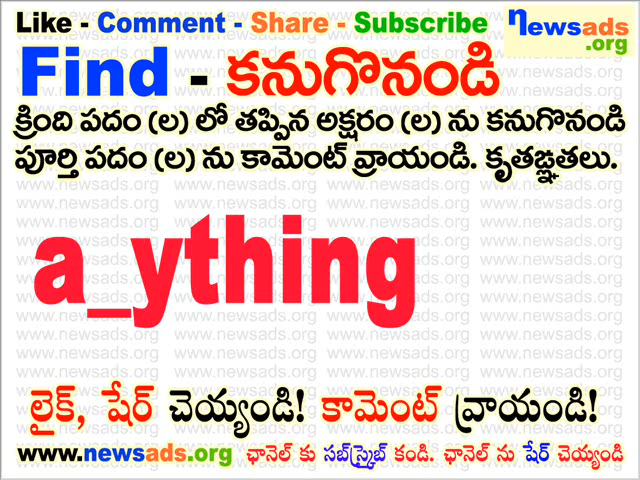 Like - Comment - Share - Subscribe
newsads
.org
Find - కనుగొనండి
క్రింది పదం (ల) లో తప్పిన అక్షరం (ల) ను కనుగొనండి
పూర్తి పదం (ల) ను కామెంట్ వ్రాయండి. కృతఙ్ఞతలు.
a_ything
లైక్, షేర్ చెయ్యండి! కామెంట్ వ్రాయండి!
www.newsads.org ఛానెల్ కు సబ్‌స్క్రైబ్ కండి. ఛానెల్ ను షేర్ చెయ్యండి